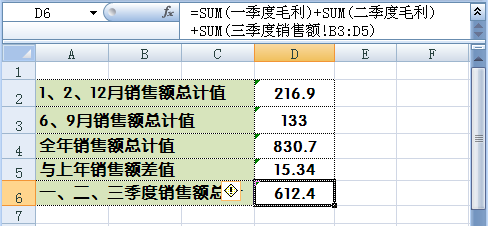 D6
=SUM(一季度毛利)+SUM(二季度毛利)
+SUM(三季度销售额!B3:D5)
A B C D E F
1
2 1、2、12月销售额总计值 216.9
3 6、9月销售额总计值 133
4 全年销售额总计值 830.7
5 与上年销售额差值 15.34
6 一、二、三季度销售额总 612.4
7